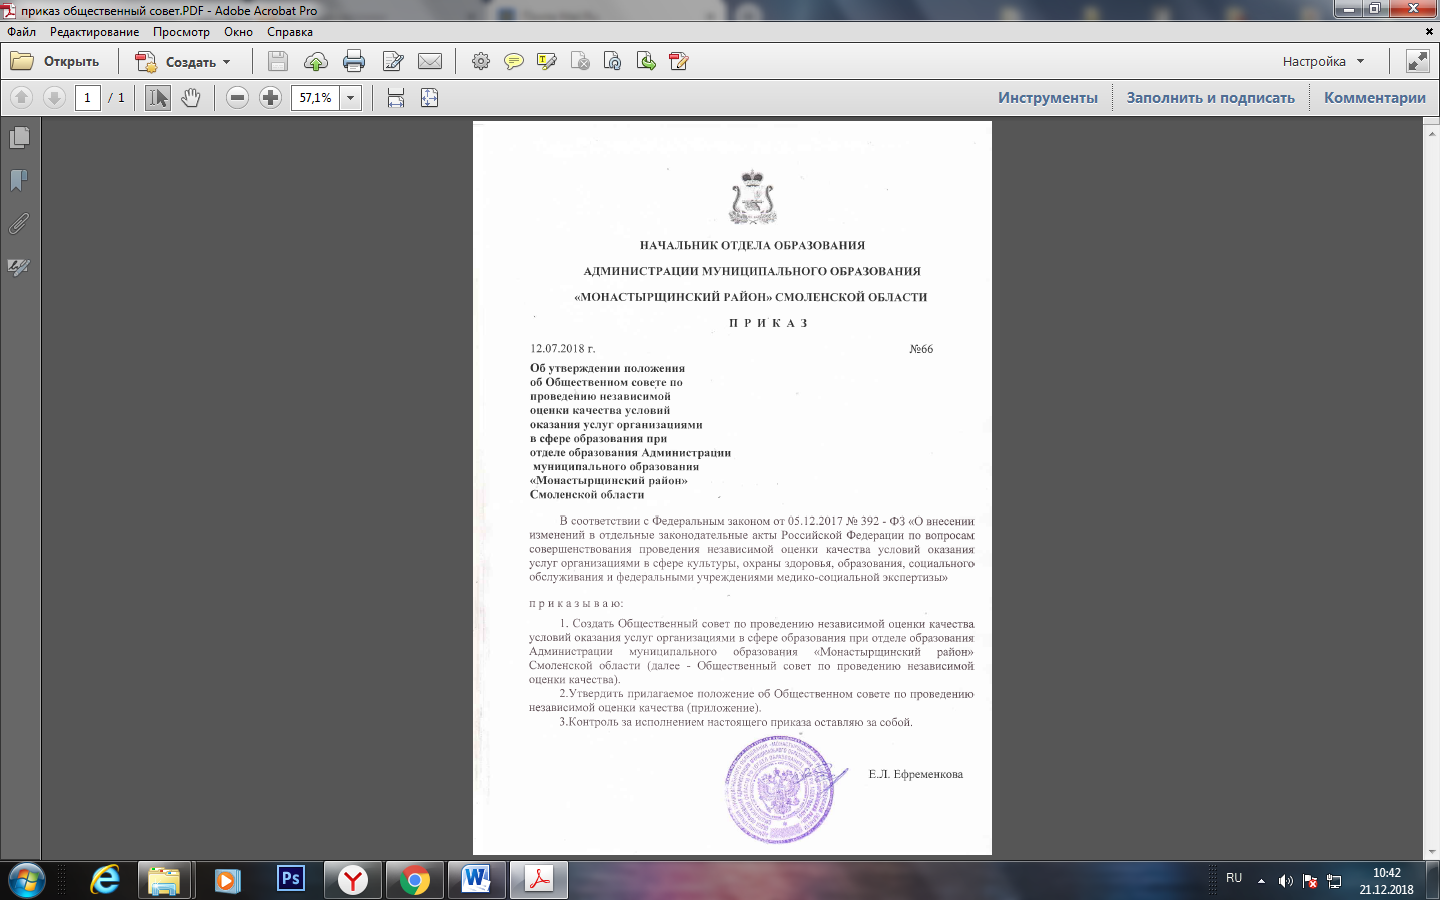 приказ общественный совет.PDF - Adobe Acrobat Pro
Файл Редактирование Просмотр Окно Справка
Открыть Создать Настройка
1 / 1 57,1% Инструменты Заполнить и подписать Комментарии
НАЧАЛЬНИК ОТДЕЛА ОБРАЗОВАНИЯ
АДМИНИСТРАЦИИ МУНИЦИПАЛЬНОГО ОБРАЗОВАНИЯ
«МОНАСТЫРЩИНСКИЙ РАЙОН» СМОЛЕНСКОЙ ОБЛАСТИ
П Р И К А З
12.07.2018 г. №66
Об утверждении положения
об Общественном совете по
проведению независимой
оценки качества условий
оказания услуг организациями
в сфере образования при
отделе образования Администрации
муниципального образования
«Монастырщинский район»
Смоленской области
В соответствии с Федеральным законом от 05.12.2017 № 392 - ФЗ «О внесении
изменений в отдельные законодательные акты Российской Федерации по вопросам
совершенствования проведения независимой оценки качества условий оказания
услуг организациями в сфере культуры, охраны здоровья, образования, социального
обслуживания и федеральными учреждениями медико-социальной экспертизы»
п р и к а з ы в а ю:
1. Создать Общественный совет по проведению независимой оценки качества
условий оказания услуг организациями в сфере образования при отделе образования
Администрации муниципального образования «Монастырщинский район»
Смоленской области (далее - Общественный совет по проведению независимой
оценки качества).
2.Утвердить прилагаемое положение об Общественном совете по проведению
независимой оценки качества (приложение).
3.Контроль за исполнением настоящего приказа оставляю за собой.
Е.Л. Ефременкова
Ps
RU
10:42
21.12.2018